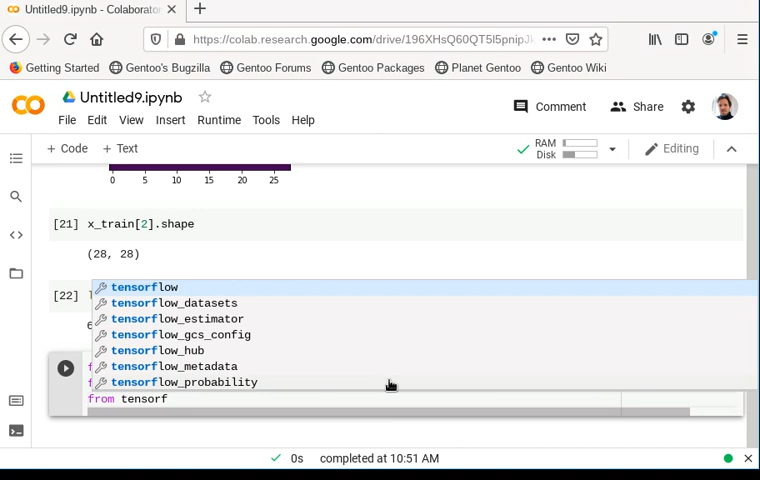 Untitled9.ipynb - Colaborator
https://colab.research.google.com/drive/196XHsQ60QT5l5pnipJ
Getting Started Gentoo's Bugzilla Gentoo Forums Gentoo Packages Planet Gentoo Gentoo Wiki
Untitled9.ipynb
Comment Share
File Edit View Insert Runtime Tools Help
+ Code + Text
RAM
Disk
Editing
0 5 10 15 20 25
[21] x_train[2].shape
(28, 28)
[22]
tensorflow
tensorflow_datasets
tensorflow_estimator
tensorflow_gcs_config
tensorflow_hub
tensorflow_metadata
tensorflow_probability
from tensorf
0s completed at 10:51 AM